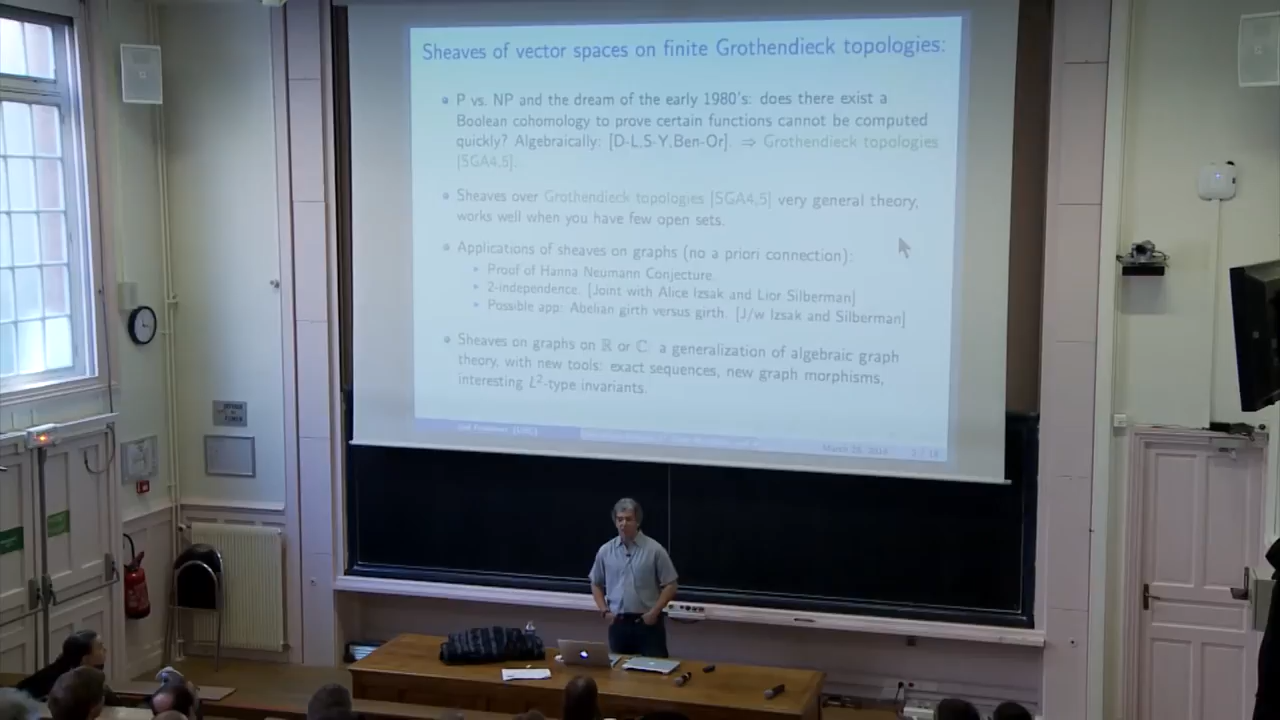 Sheaves of vector spaces on finite Grothendieck topologies:
P vs. NP and the dream of the early 1980's: does there exist a
Boolean cohomology to prove certain functions cannot be computed
quickly? Algebraically: [D-L,S-Y,Ben-Or]. ⇒ Grothendieck topologies
[SGA4,5].
Sheaves over Grothendieck topologies [SGA4,5] very general theory,
works well when you have few open sets.
Applications of sheaves on graphs (no a priori connection):
Proof of Hanna Neumann Conjecture.
2-independence. [Joint with Alice Izsak and Lior Silberman]
Possible app: Abelian girth versus girth. [J/w Izsak and Silberman]
Sheaves on graphs on ℝ or ℂ: a generalization of algebraic graph
theory, with new tools: exact sequences, new graph morphisms,
interesting L²-type invariants.